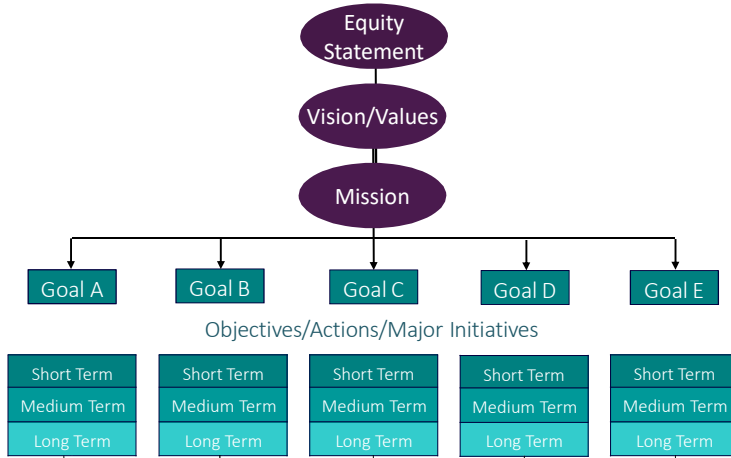 Equity
Statement
Vision/Values
Mission
Goal A
Goal B
Goal C
Goal D
Goal E
Objectives/Actions/Major Initiatives
Short Term
Short Term
Short Term
Short Term
Short Term
Medium Term
Medium Term
Medium Term
Medium Term
Medium Term
Long Term
Long Term
Long Term
Long Term
Long Term